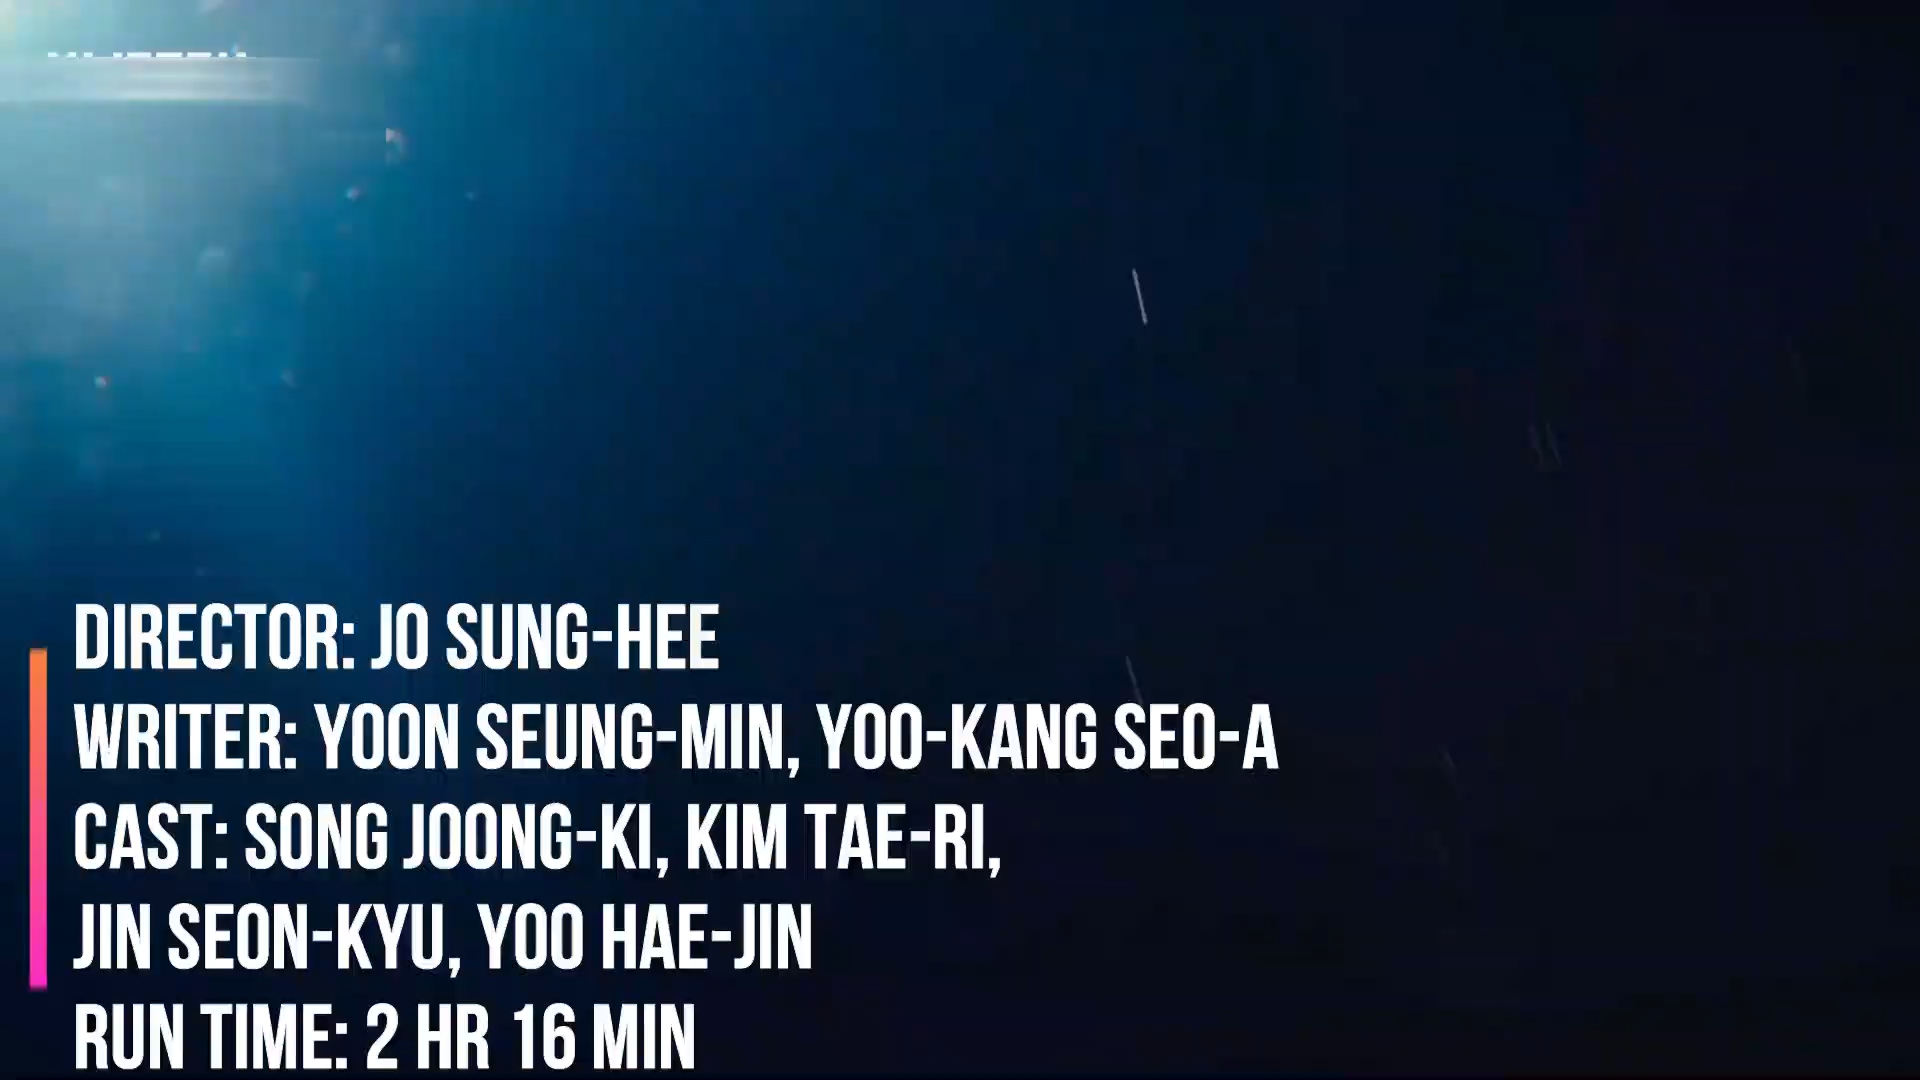 DIRECTOR: JO SUNG-HEE
WRITER: YOON SEUNG-MIN, YOO-KANG SEO-A
CAST: SONG JOONG-KI, KIM TAE-RI,
JIN SEON-KYU, YOO HAE-JIN
RUN TIME: 2 HR 16 MIN